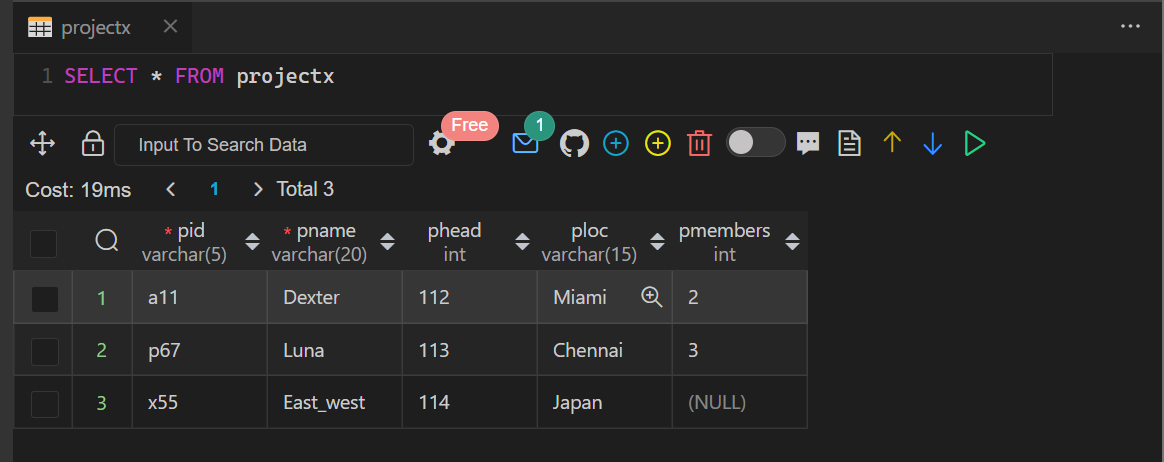 projectx
1 SELECT * FROM projectx
Input To Search Data Free 1
Cost: 19ms 1 Total 3
* pid * pname phead ploc pmembers
varchar(5) varchar(20) int varchar(15) int
1 a11 Dexter 112 Miami 2
2 p67 Luna 113 Chennai 3
3 x55 East_west 114 Japan (NULL)